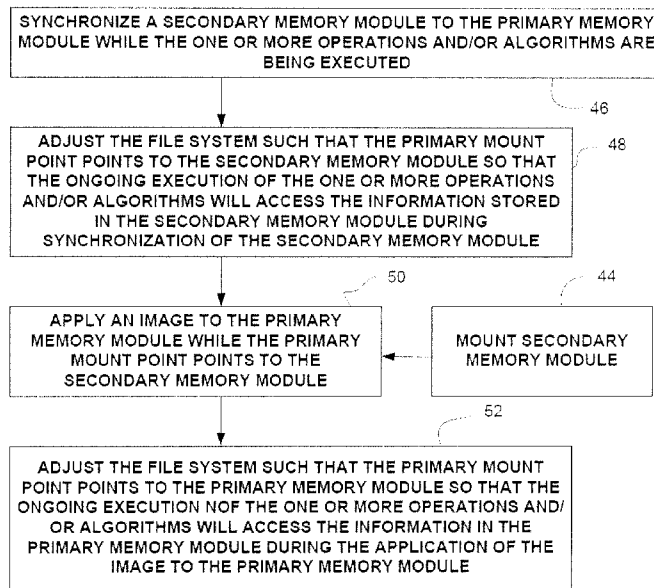 SYNCHRONIZE A SECONDARY MEMORY MODULE TO THE PRIMARY MEMORY
MODULE WHILE THE ONE OR MORE OPERATIONS AND/OR ALGORITHMS ARE
BEING EXECUTED
46
ADJUST THE FILE SYSTEM SUCH THAT THE PRIMARY MOUNT
POINT POINTS TO THE SECONDARY MEMORY MODULE SO THAT
THE ONGOING EXECUTION OF THE ONE OR MORE OPERATIONS
AND/OR ALGORITHMS WILL ACCESS THE INFORMATION STORED
IN THE SECONDARY MEMORY MODULE DURING
SYNCHRONIZATION OF THE SECONDARY MEMORY MODULE
48
50
APPLY AN IMAGE TO THE PRIMARY
MEMORY MODULE WHILE THE PRIMARY
MOUNT POINT POINTS TO THE
SECONDARY MEMORY MODULE
44
MOUNT SECONDARY
MEMORY MODULE
52
ADJUST THE FILE SYSTEM SUCH THAT THE PRIMARY MOUNT
POINT POINTS TO THE PRIMARY MEMORY MODULE SO THAT THE
ONGOING EXECUTION NOF THE ONE OR MORE OPERATIONS AND/
OR ALGORITHMS WILL ACCESS THE INFORMATION IN THE
PRIMARY MEMORY MODULE DURING THE APPLICATION OF THE
IMAGE TO THE PRIMARY MEMORY MODULE